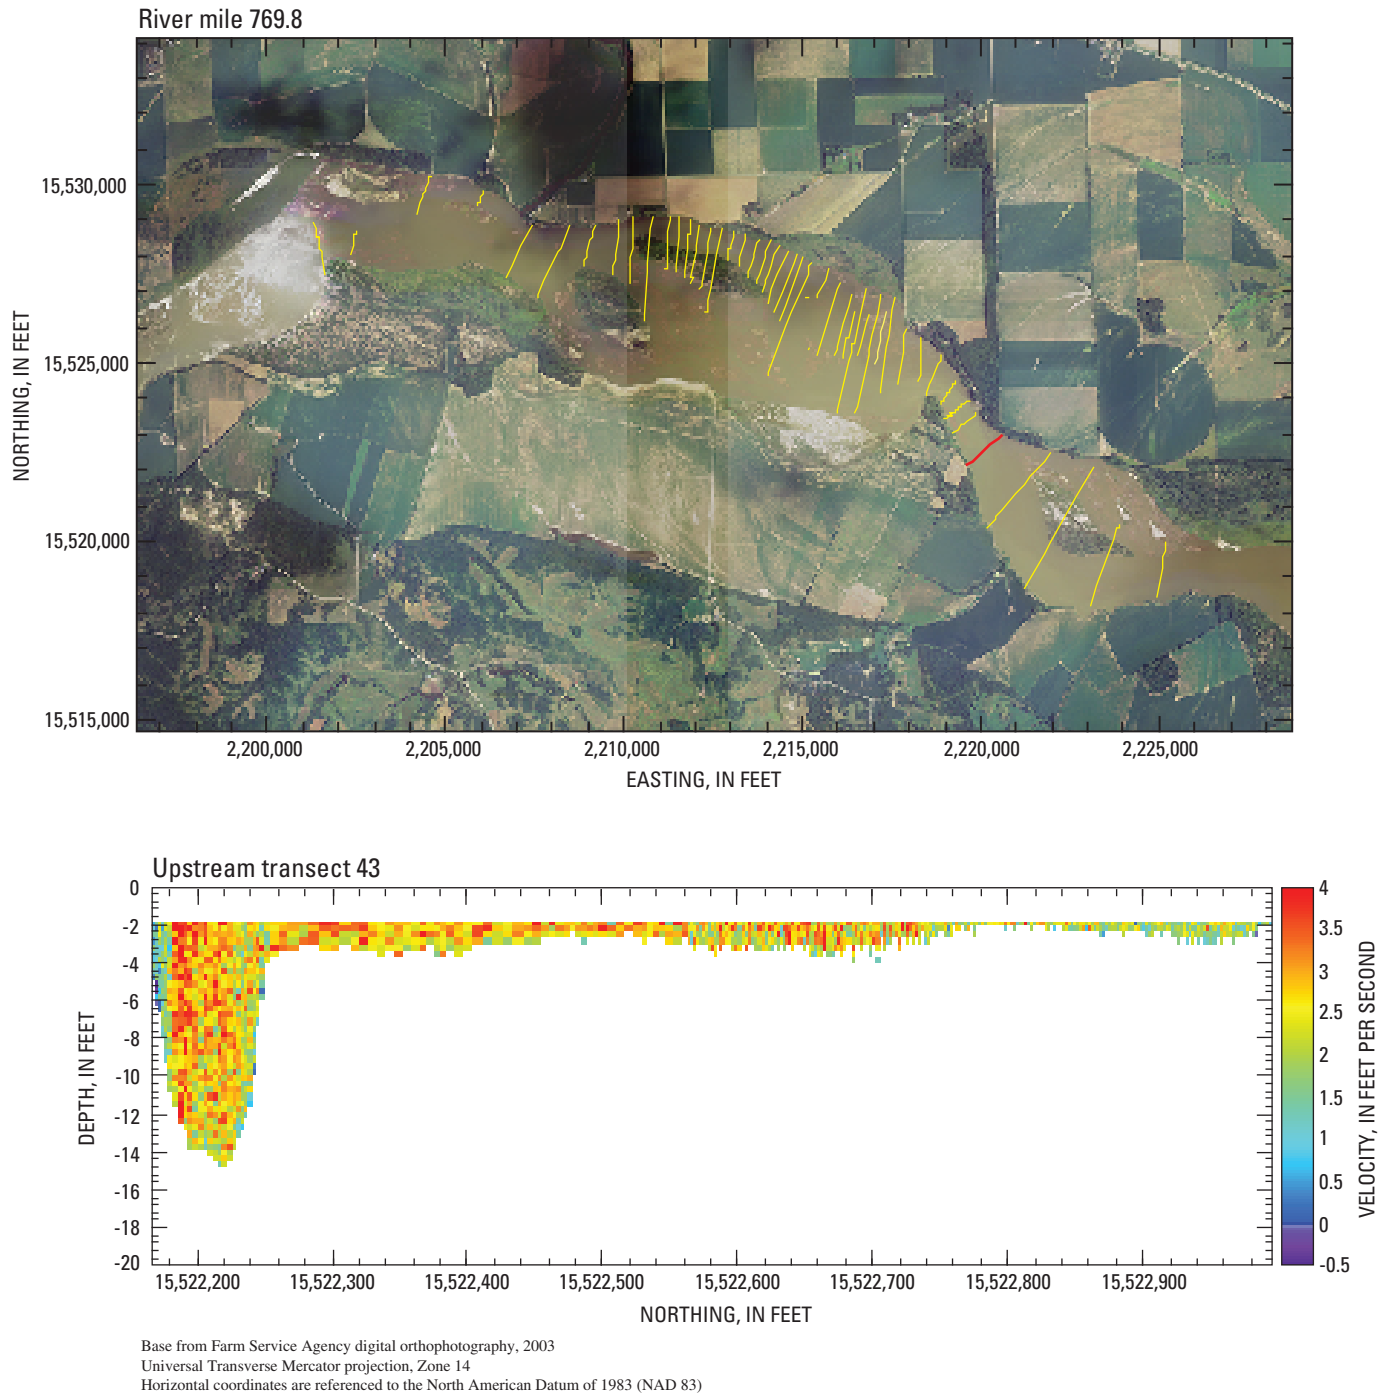 River mile 769.8
15,530,000
15,525,000
15,520,000
15,515,000
NORTHING, IN FEET
2,200,000 2,205,000 2,210,000 2,215,000 2,220,000 2,225,000
EASTING, IN FEET
Upstream transect 43
0
-2
-4
-6
-8
-10
-12
-14
-16
-18
-20
DEPTH, IN FEET
15,522,200 15,522,300 15,522,400 15,522,500 15,522,600 15,522,700 15,522,800 15,522,900
NORTHING, IN FEET
4
3.5
3
2.5
2
1.5
1
0.5
0
-0.5
VELOCITY, IN FEET PER SECOND
Base from Farm Service Agency digital orthophotography, 2003
Universal Transverse Mercator projection, Zone 14
Horizontal coordinates are referenced to the North American Datum of 1983 (NAD 83)